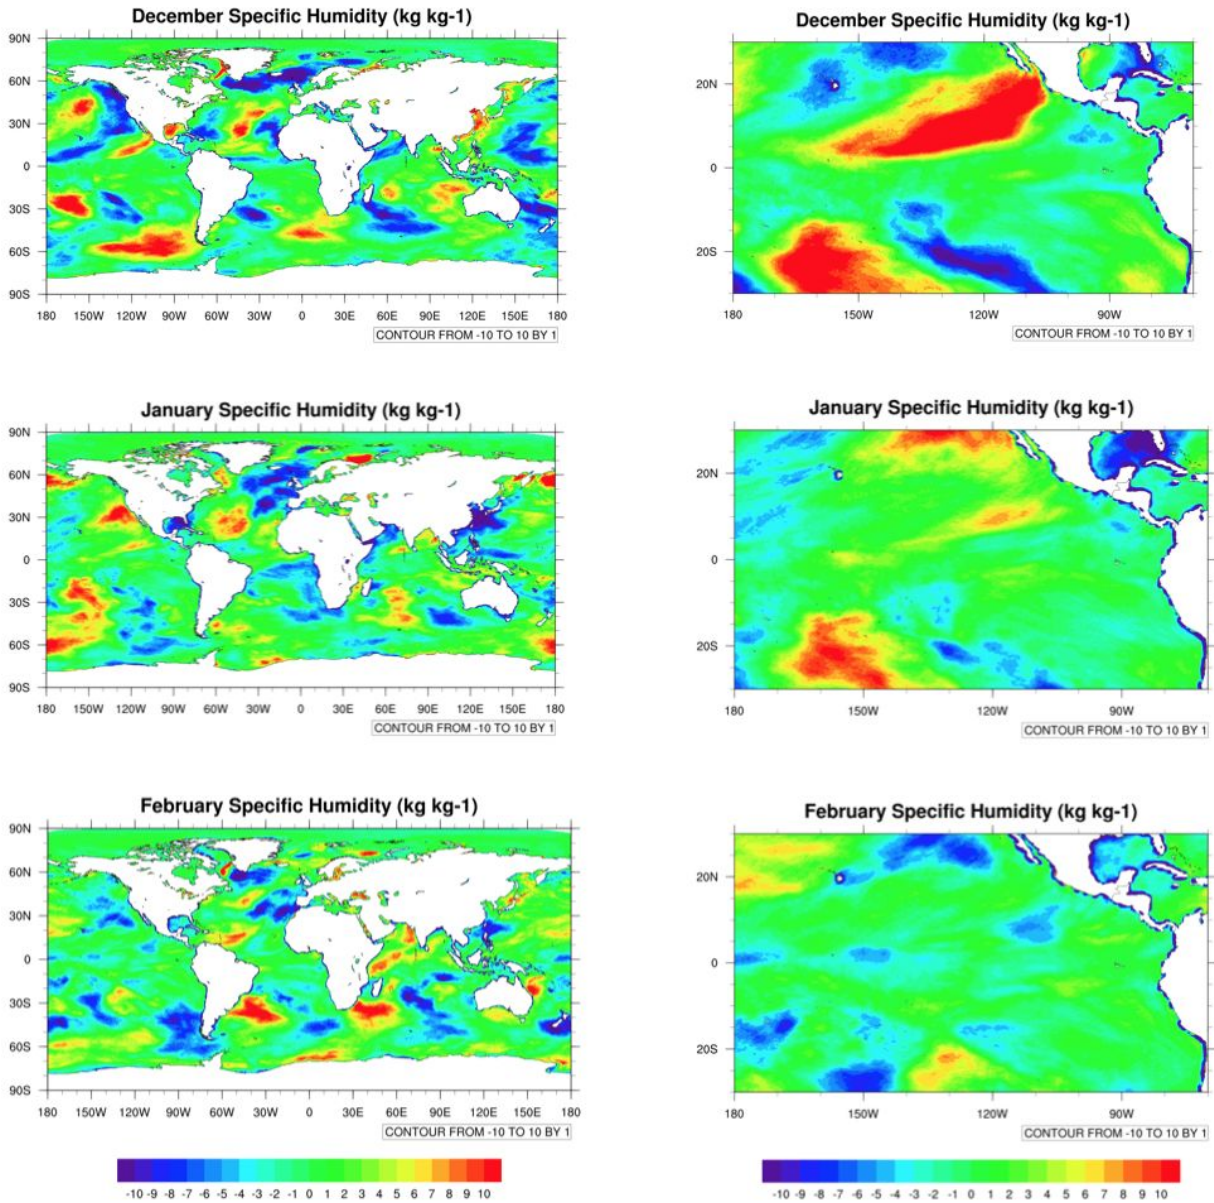 December Specific Humidity (kg kg-1)
90N
60N
30N
0
30S
60S
90S
180 150W 120W 90W 60W 30W 0 30E 60E 90E 120E 150E 180
CONTOUR FROM -10 TO 10 BY 1
December Specific Humidity (kg kg-1)
20N
0
20S
180 150W 120W 90W
CONTOUR FROM -10 TO 10 BY 1
January Specific Humidity (kg kg-1)
90N
60N
30N
0
30S
60S
90S
180 150W 120W 90W 60W 30W 0 30E 60E 90E 120E 150E 180
CONTOUR FROM -10 TO 10 BY 1
January Specific Humidity (kg kg-1)
20N
0
20S
180 150W 120W 90W
CONTOUR FROM -10 TO 10 BY 1
February Specific Humidity (kg kg-1)
90N
60N
30N
0
30S
60S
90S
180 150W 120W 90W 60W 30W 0 30E 60E 90E 120E 150E 180
CONTOUR FROM -10 TO 10 BY 1
February Specific Humidity (kg kg-1)
20N
0
20S
180 150W 120W 90W
CONTOUR FROM -10 TO 10 BY 1
-10 -9 -8 -7 -6 -5 -4 -3 -2 -1 0 1 2 3 4 5 6 7 8 9 10
-10 -9 -8 -7 -6 -5 -4 -3 -2 -1 0 1 2 3 4 5 6 7 8 9 10